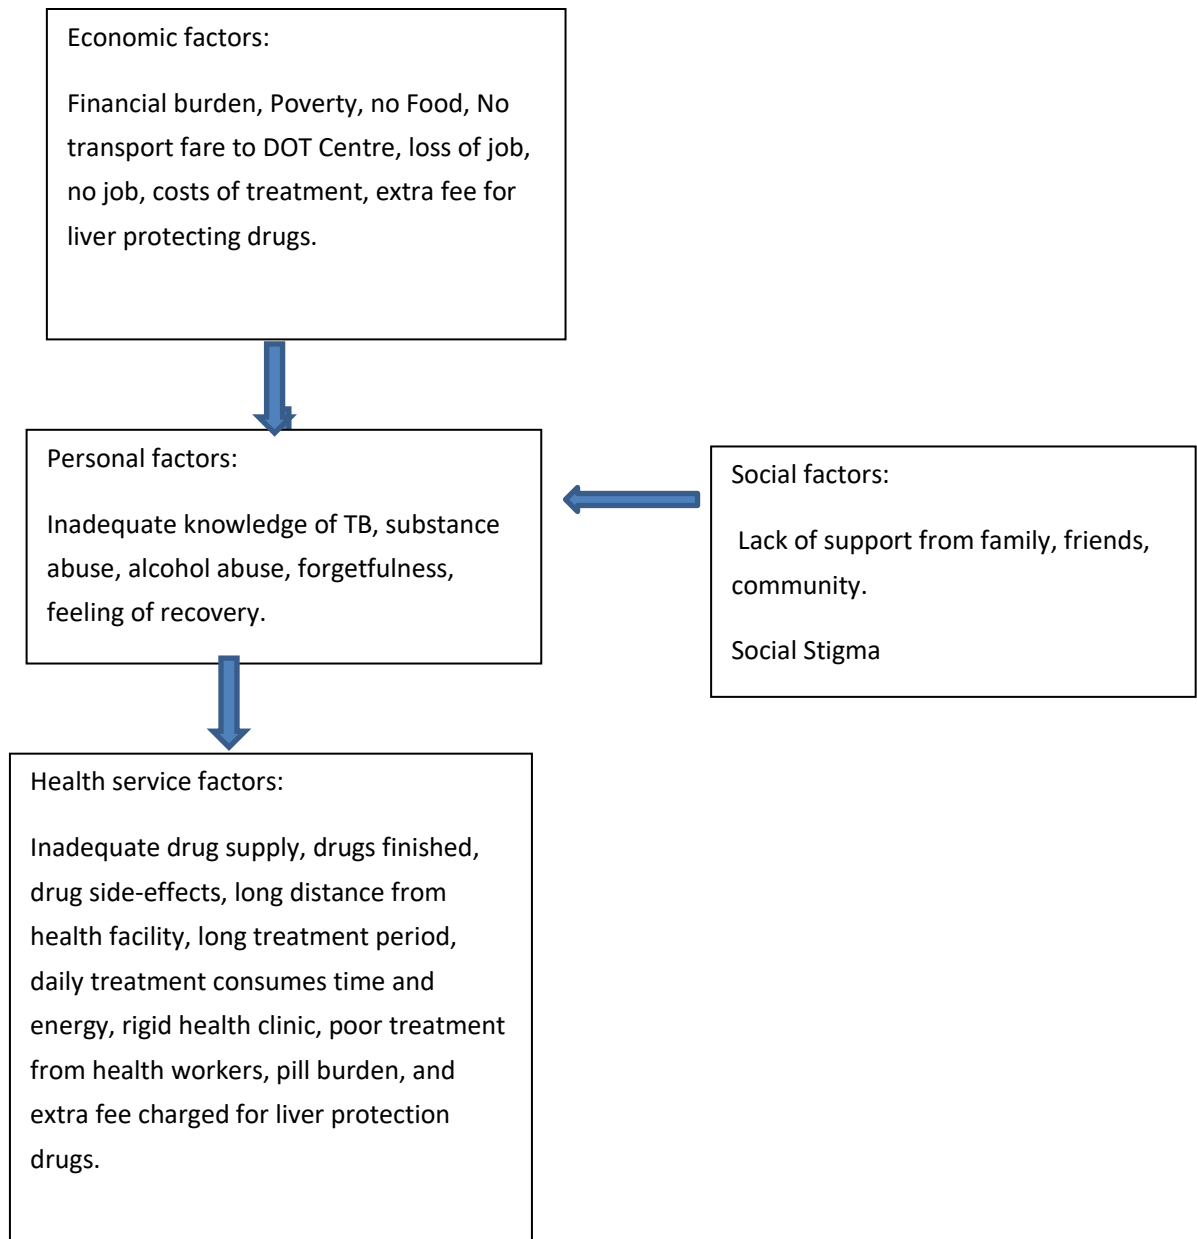 Economic factors:
Financial burden, Poverty, no Food, No
transport fare to DOT Centre, loss of job,
no job, costs of treatment, extra fee for
liver protecting drugs.
Personal factors:
Inadequate knowledge of TB, substance
abuse, alcohol abuse, forgetfulness,
feeling of recovery.
Social factors:
Lack of support from family, friends,
community.
Social Stigma
Health service factors:
Inadequate drug supply, drugs finished,
drug side-effects, long distance from
health facility, long treatment period,
daily treatment consumes time and
energy, rigid health clinic, poor treatment
from health workers, pill burden, and
extra fee charged for liver protection
drugs.